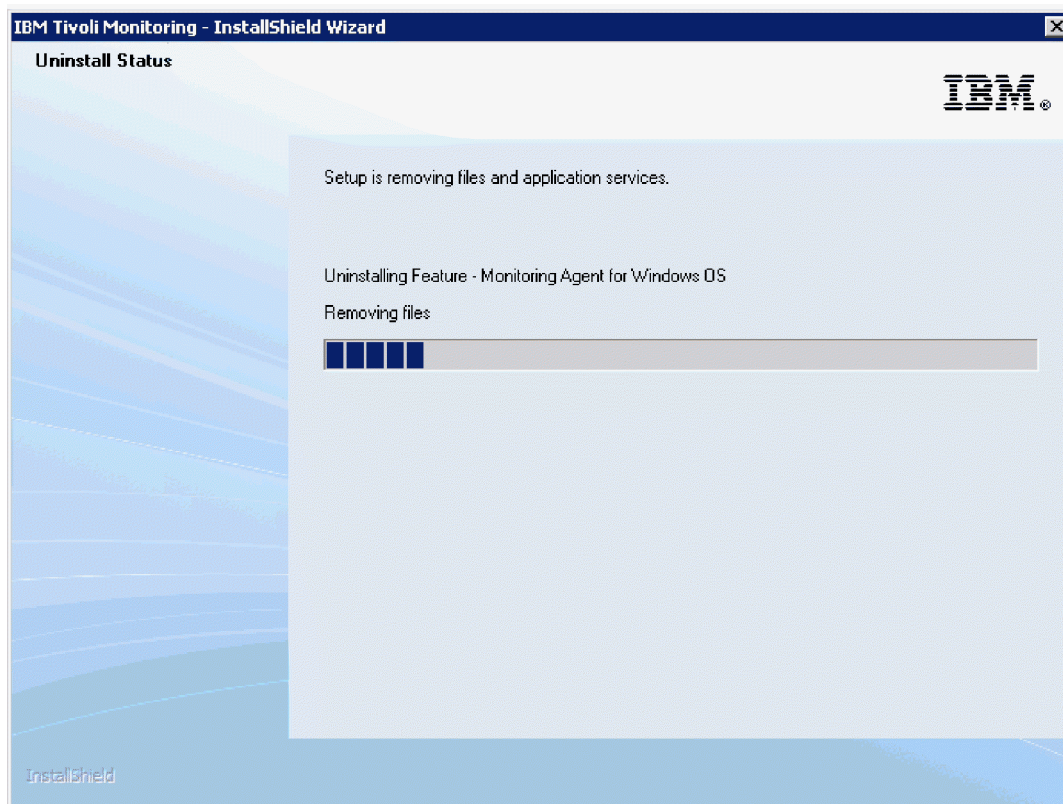 IBM Tivoli Monitoring - InstallShield Wizard
Uninstall Status
IBM®
Setup is removing files and application services.
Uninstalling Feature - Monitoring Agent for Windows OS
Removing files
InstallShield